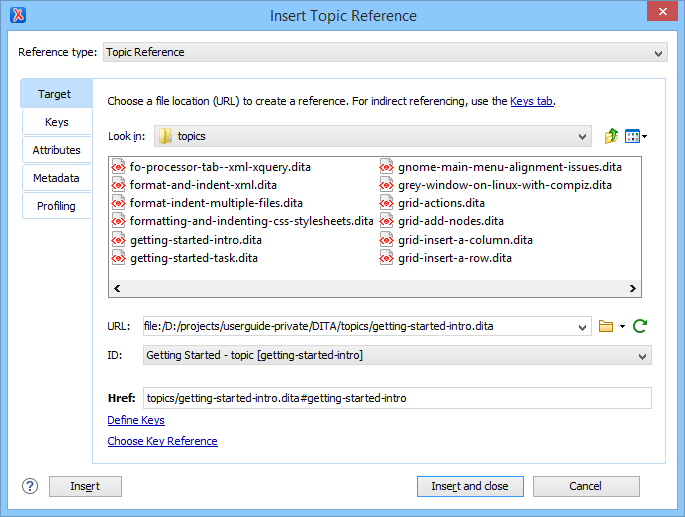 Insert Topic Reference
Reference type: Topic Reference
Target
Keys
Attributes
Metadata
Profiling
Choose a file location (URL) to create a reference. For indirect referencing, use the Keys tab.
Look in: topics
fo-processor-tab--xml-xquery.dita
format-and-indent-xml.dita
format-indent-multiple-files.dita
formatting-and-indenting-css-stylesheets.dita
getting-started-intro.dita
getting-started-task.dita
gnome-main-menu-alignment-issues.dita
grey-window-on-linux-with-compiz.dita
grid-actions.dita
grid-add-nodes.dita
grid-insert-a-column.dita
grid-insert-a-row.dita
URL: file:/D:/projects/userguide-private/DITA/topics/getting-started-intro.dita
ID: Getting Started - topic [getting-started-intro]
Href: topics/getting-started-intro.dita#getting-started-intro
Define Keys
Choose Key Reference
? Insert Insert and close Cancel